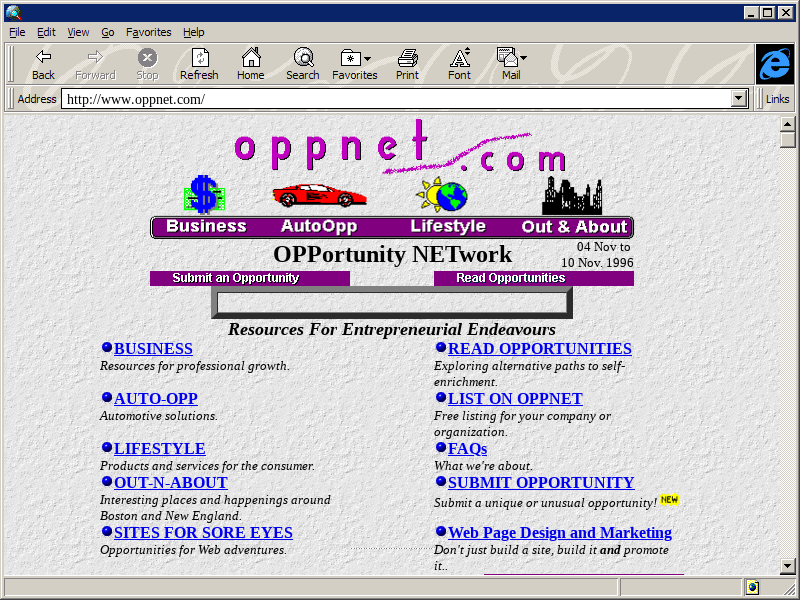 File Edit View Go Favorites Help
Back Forward Stop Refresh Home Search Favorites Print Font Mail
Address http://www.oppnet.com/ Links
oppnet.com
$
Business AutoOpp Lifestyle Out & About
OPPortunity NETwork
04 Nov to
10 Nov, 1996
Submit an Opportunity Read Opportunities
Resources For Entrepreneurial Endeavours
BUSINESS
Resources for professional growth.
READ OPPORTUNITIES
Exploring alternative paths to self-
enrichment.
AUTO-OPP
Automotive solutions.
LIST ON OPPNET
Free listing for your company or
organization.
LIFESTYLE
Products and services for the consumer.
FAQs
What we're about.
OUT-N-ABOUT
Interesting places and happenings around
Boston and New England.
SUBMIT OPPORTUNITY
Submit a unique or unusual opportunity! NEW
SITES FOR SORE EYES
Opportunities for Web adventures.
Web Page Design and Marketing
Don't just build a site, build it and promote
it..